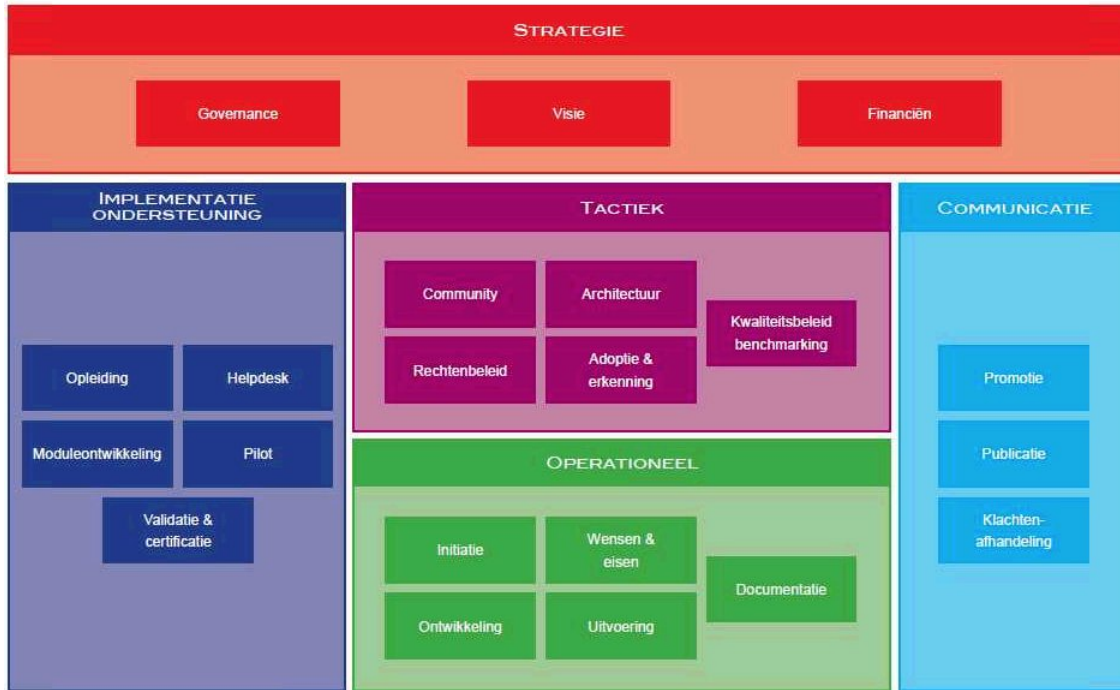 STRATEGIE
Governance
Visie
Financiën
IMPLEMENTATIE
ONDERSTEUNING
Opleiding
Helpdesk
Moduleontwikkeling
Pilot
Validatie &
certificatie
TACTIEK
Community
Architectuur
Kwaliteitsbeleid
benchmarking
Rechtenbeleid
Adoptie &
erkenning
OPERATIONEEL
Initiatie
Wensen &
eisen
Documentatie
Ontwikkeling
Uitvoering
COMMUNICATIE
Promotie
Publicatie
Klachten-
afhandeling